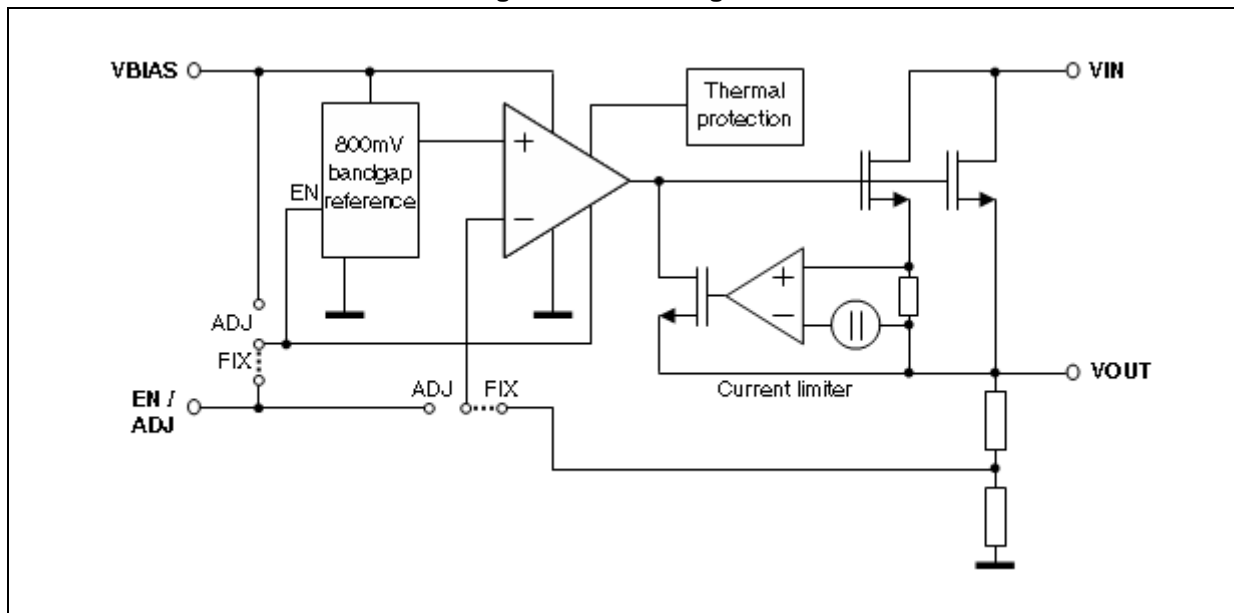 VBIAS
VIN
Thermal
protection
800mV
bandgap
reference
EN
+
−
ADJ
FIX
EN /
ADJ
ADJ
FIX
+
−
Current limiter
VOUT